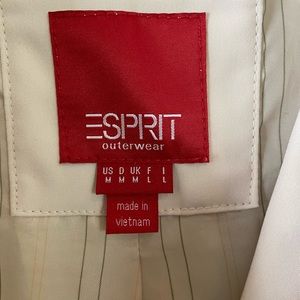 ESPRIT
outerwear
US D UK F I
M M M L L
made in
vietnam